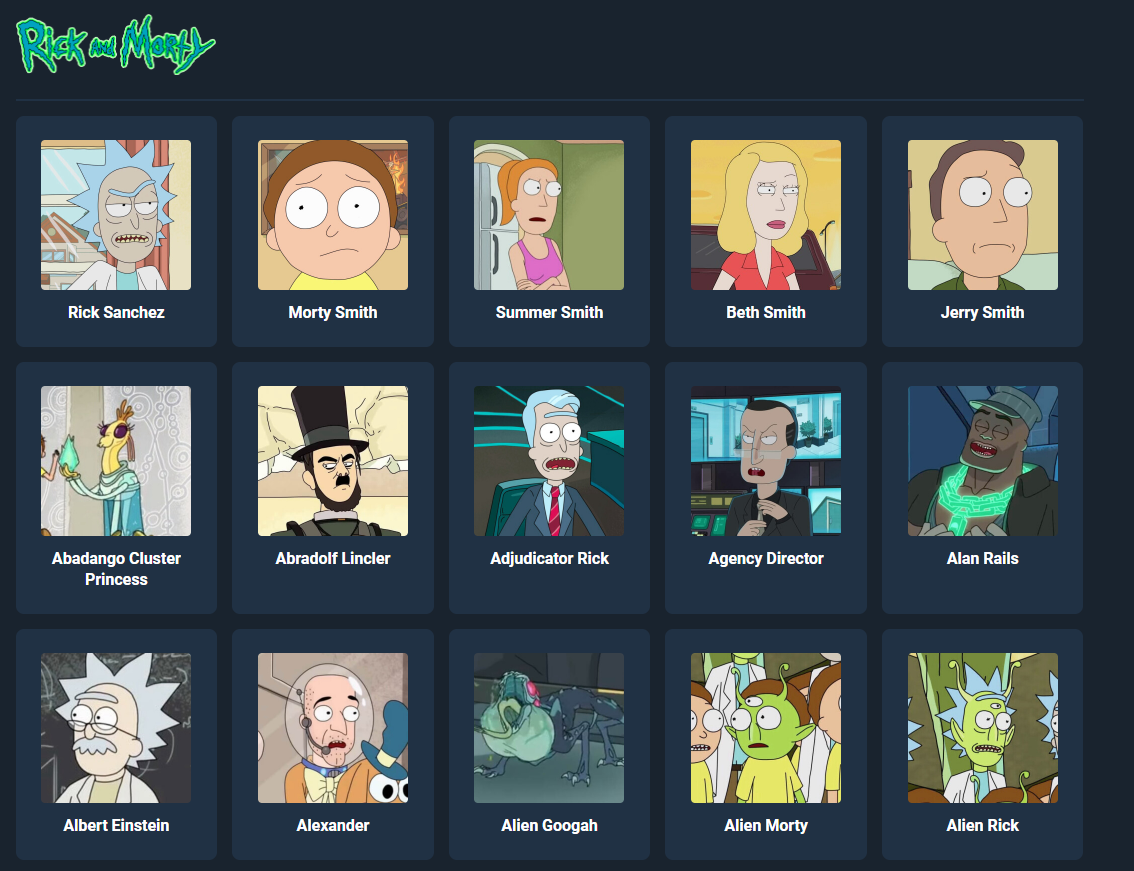 Rick and Morty
Rick Sanchez
Morty Smith
Summer Smith
Beth Smith
Jerry Smith
Abadango Cluster
Princess
Abradolf Lincler
Adjudicator Rick
Agency Director
Alan Rails
Albert Einstein
Alexander
Alien Googah
Alien Morty
Alien Rick